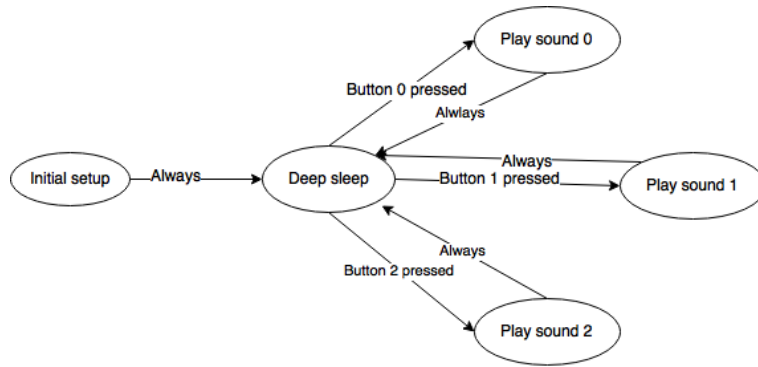 Play sound 0
Button 0 pressed
Alwlays
Initial setup
Always
Deep sleep
Always
Button 1 pressed
Play sound 1
Always
Button 2 pressed
Play sound 2